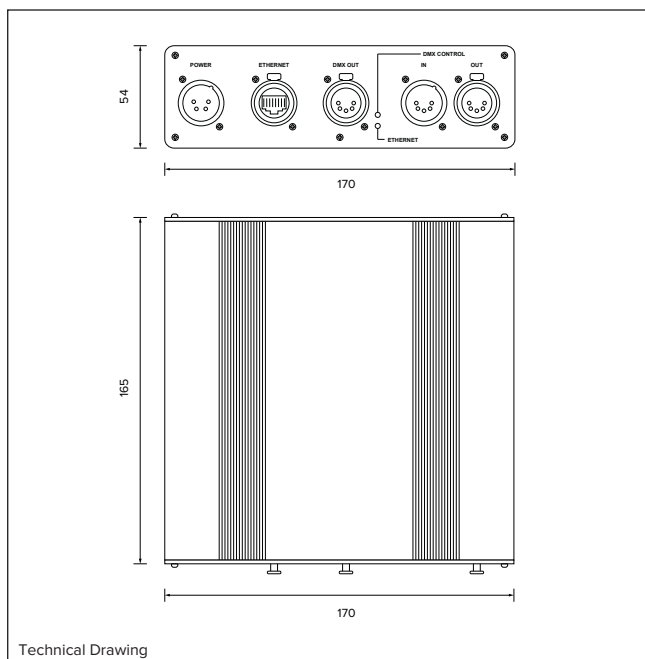 DMX CONTROL
POWER
ETHERNET
DMX OUT
IN
OUT
54
ETHERNET
170
165
170
Technical Drawing